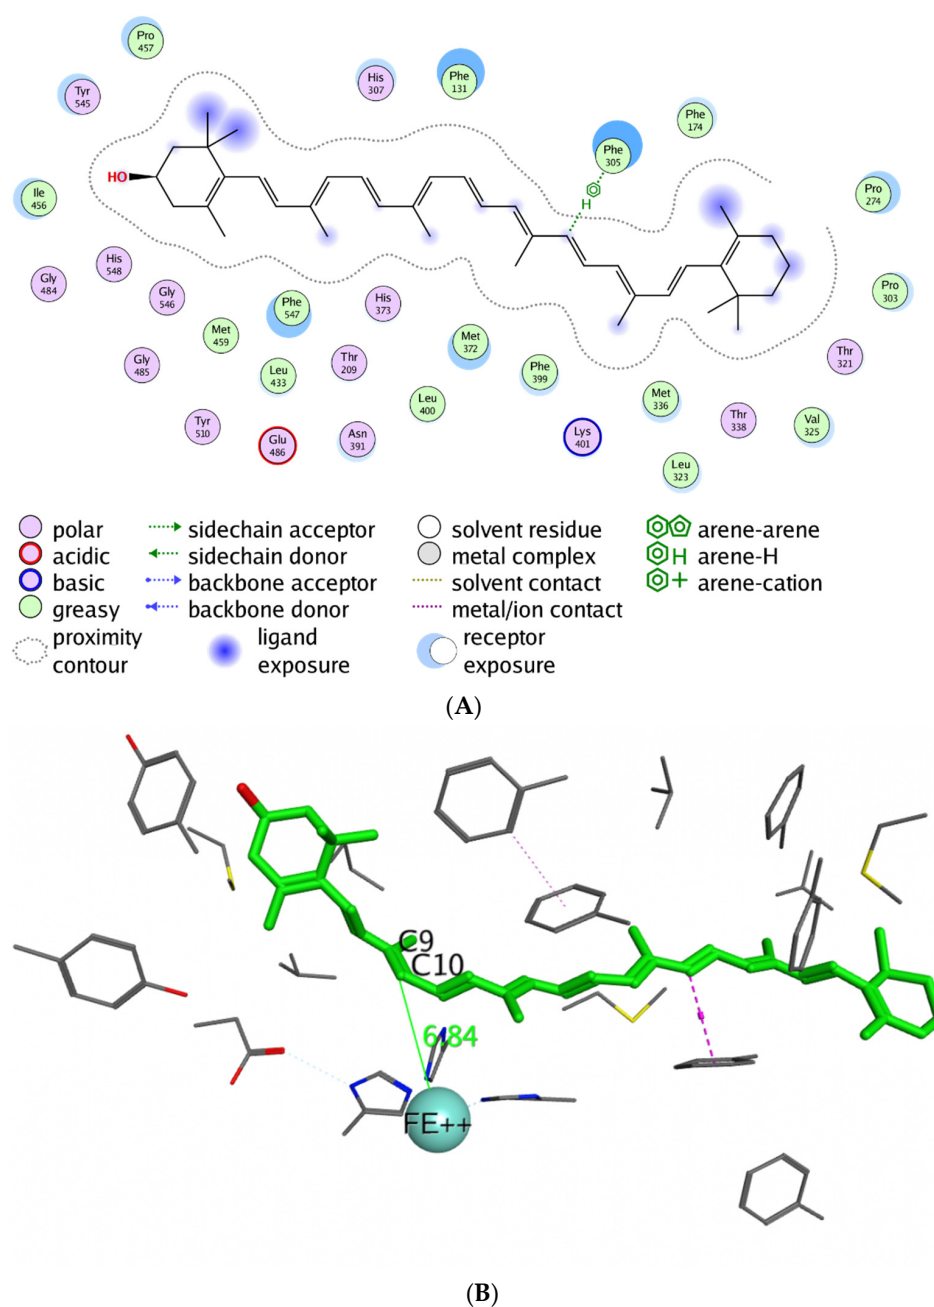 Pro
457
Tyr
545
His
307
Phe
131
Phe
174
Phe
305
H
HO
Ile
456
Pro
274
His
548
Gly
484
Gly
546
Phe
547
His
373
Pro
303
Met
459
Met
372
Thr
321
Gly
485
Leu
433
Thr
209
Phe
399
Leu
400
Met
336
Thr
338
Val
325
Tyr
510
Glu
486
Asn
391
Lys
401
Leu
323
polar sidechain acceptor solvent residue arene-arene
acidic sidechain donor metal complex H arene-H
basic backbone acceptor solvent contact + arene-cation
greasy backbone donor metal/ion contact
proximity contour
ligand exposure
receptor exposure
(A)
C9
C10
6.84
FE++
(B)